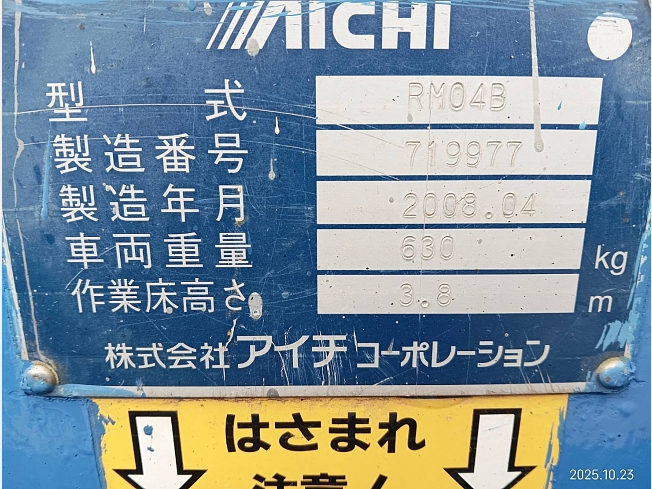 AICHI
型式 RM04B
製造番号 719977
製造年月 2008.04
車両重量 630 kg
作業床高さ 3.8 m
株式会社 アイチ コーポレーション
はさまれ
注意!
2025.10.23